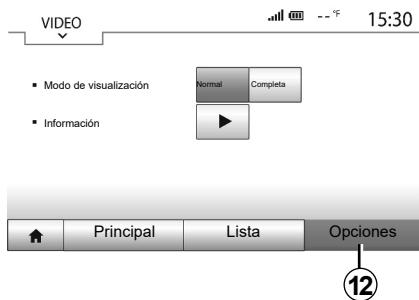 VIDEO
-- °F 15:30
Modo de visualización Normal Completa
Información
Principal Lista Opciones
12